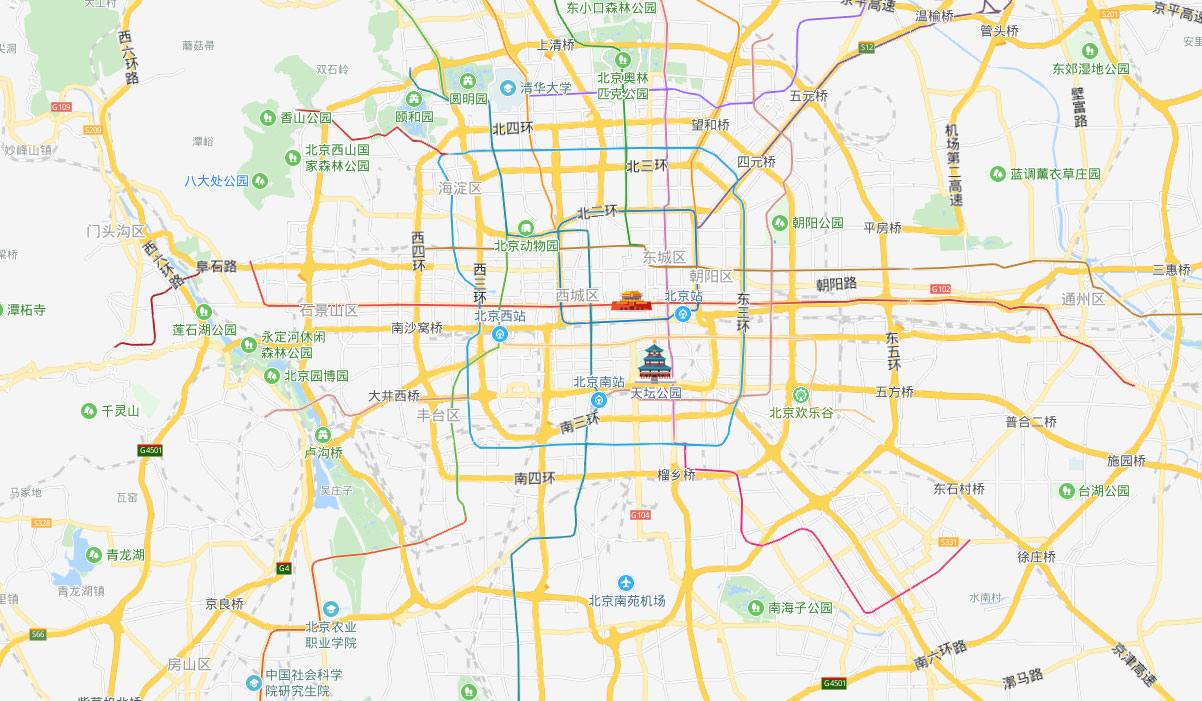 大工村
东小口森林公园
京平高速
温榆桥
S201
京平高速
管头桥
西六环路
蘑菇帚
上清桥
S12
安里
双石岭
北京奥林
匹克公园
东郊湿地公园
圆明园
清华大学
五元桥
壁富路
G109
颐和园
香山公园
S209
北四环
望和桥
机场第二高速
潭峪
妙峰山镇
北京西山国
家森林公园
北三环
四元桥
八大处公园
海淀区
蓝调薰衣草庄园
北二环
朝阳公园
平房桥
门头沟区
西四环
北京动物园
东城区
梁桥
西六环路
阜石路
西三环
朝阳区
三惠桥
朝阳路
G102
西城区
北京站
东三环
通州区
潭柘寺
石景山区
北京西站
莲石湖公园
南沙窝桥
永定河休闲
森林公园
东五环
北京园博园
北京南站
天坛公园
大井西桥
五方桥
千灵山
丰台区
北京欢乐谷
南三环
普合二桥
G4501
卢沟桥
施园桥
南四环
榴乡桥
马家地
瓦窑
吴庄子
东石村桥
台湖公园
S328
G104
青龙湖
S331
徐庄桥
G4
青龙湖镇
北京南苑机场
里镇
京良桥
南海子公园
水南村
S66
北京农业
职业学院
房山区
南六环路
京津高速
中国社会科学
院研究生院
G4501
漷马路